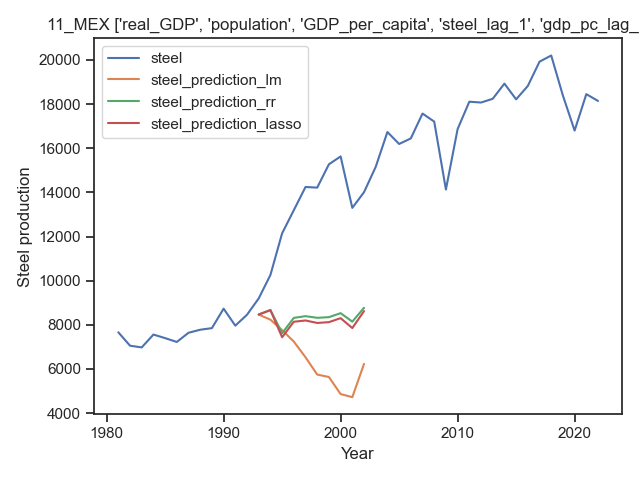 11_MEX ['real_GDP', 'population', 'GDP_per_capita', 'steel_lag_1', 'gdp_pc_lag_
steel
steel_prediction_lm
steel_prediction_rr
steel_prediction_lasso
Steel production
20000
18000
16000
14000
12000
10000
8000
6000
4000
1980
1990
2000
2010
2020
Year